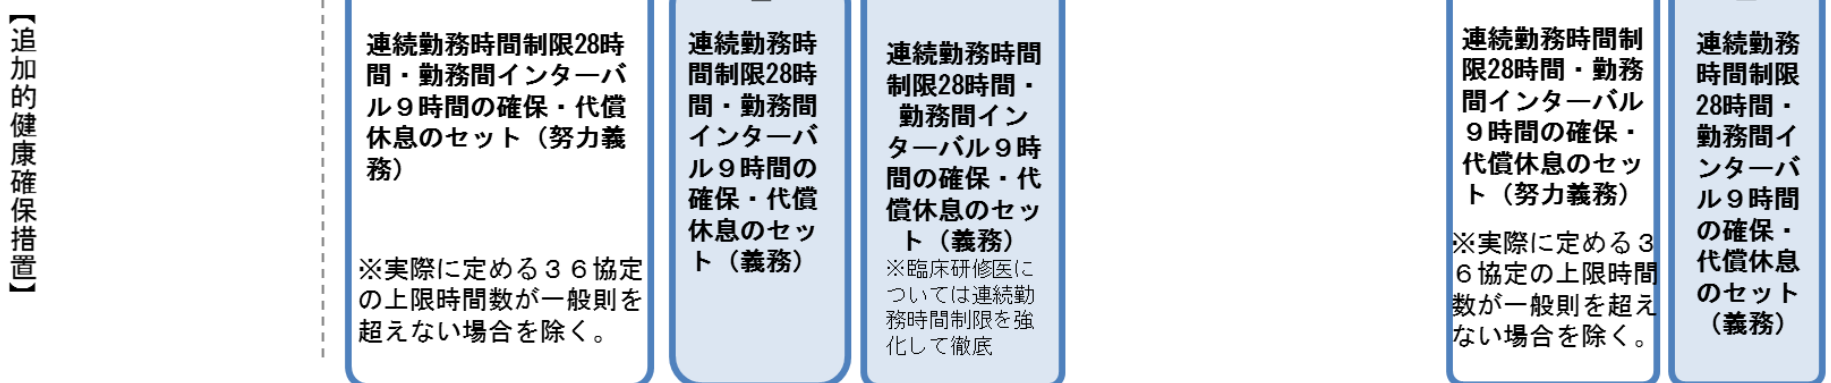 【追加的健康確保措置】
連続勤務時間制限28時
間・勤務間インターバ
ル９時間の確保・代償
休息のセット（努力義
務）
※実際に定める３６協定
の上限時間数が一般則を
超えない場合を除く。
連続勤務時
間制限28時
間・勤務間
インターバ
ル９時間の
確保・代償
休息のセッ
ト（義務）
連続勤務時間
制限28時間・
勤務間イン
ターバル９時
間の確保・代
償休息のセッ
ト（義務）
※臨床研修医に
ついては連続勤
務時間制限を強
化して徹底
連続勤務時間制
限28時間・勤務
間インターバル
９時間の確保・
代償休息のセッ
ト（努力義務）
※実際に定める３
６協定の上限時間
数が一般則を超え
ない場合を除く。
連続勤務
時間制限
28時間・
勤務間イ
ンターバ
ル９時間
の確保・
代償休息
のセット
（義務）